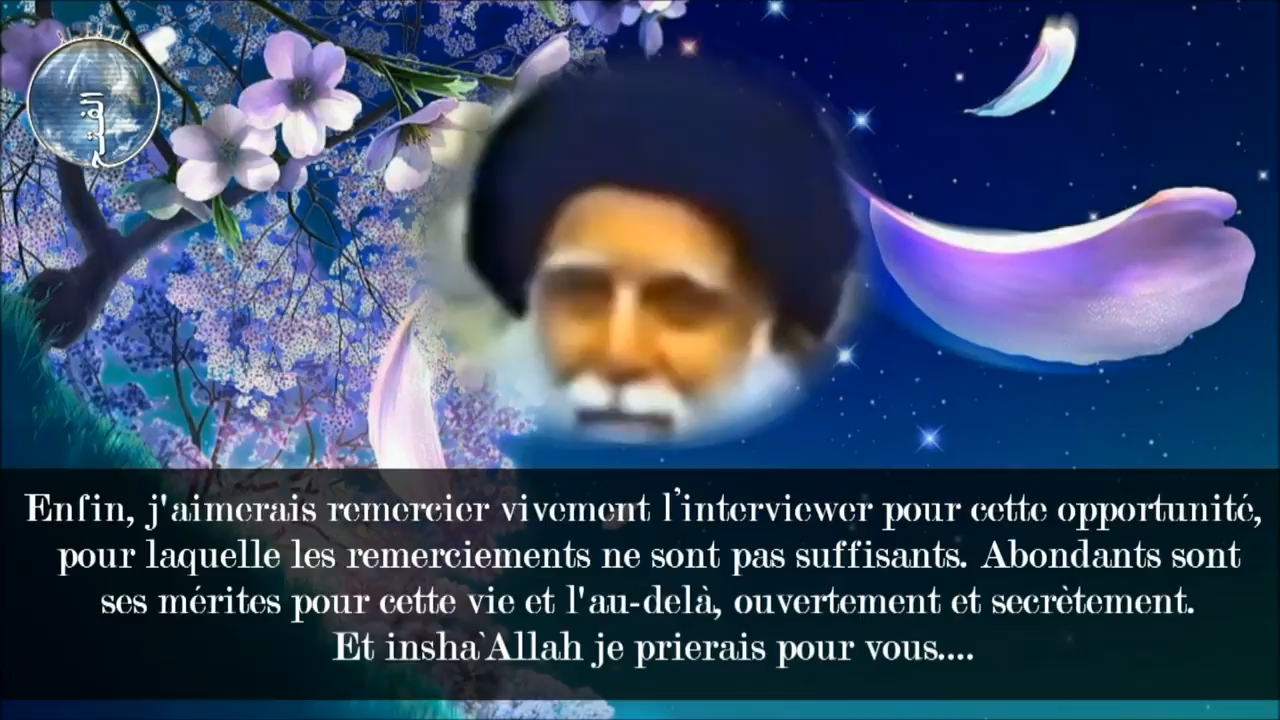 Enfin, j'aimerais remercier vivement l'interviewer pour cette opportunité,
pour laquelle les remerciements ne sont pas suffisants. Abondants sont
ses mérites pour cette vie et l'au-delà, ouvertement et secrètement.
Et insha`Allah je prierais pour vous....